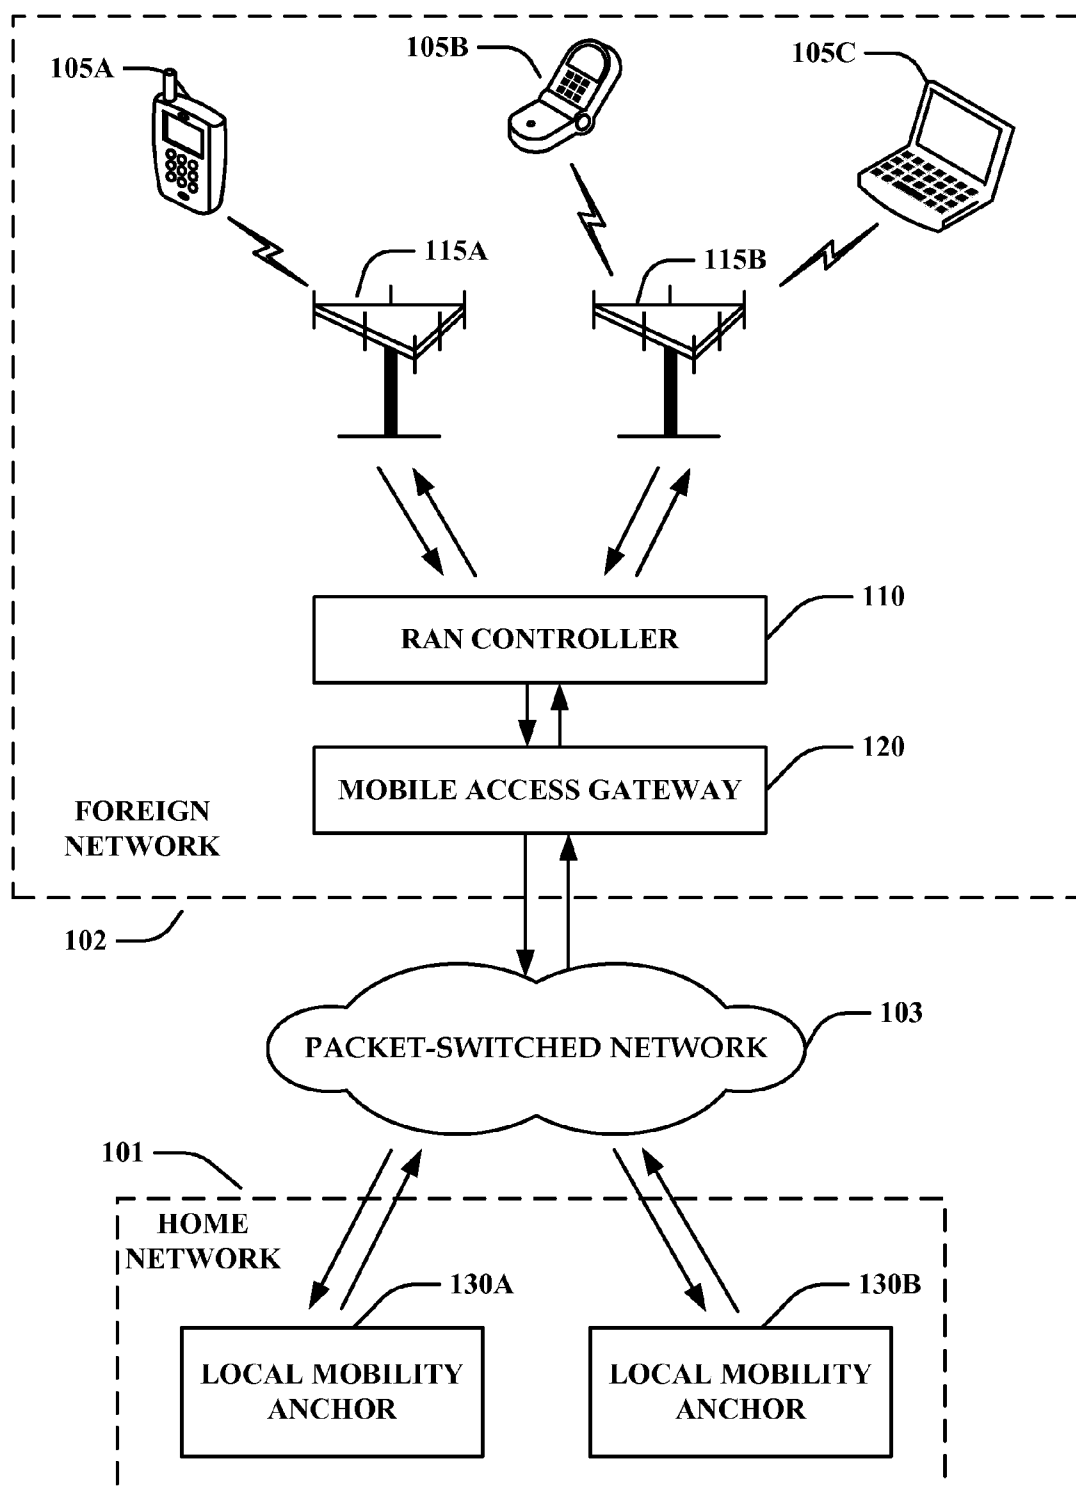 105A
105B
105C
115A
115B
110
RAN CONTROLLER
120
MOBILE ACCESS GATEWAY
FOREIGN
NETWORK
102
103
PACKET-SWITCHED NETWORK
101
HOME
NETWORK
130A
130B
LOCAL MOBILITY
ANCHOR
LOCAL MOBILITY
ANCHOR